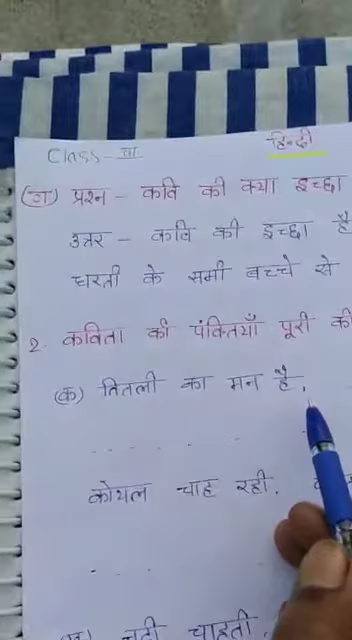 Class - III
हिन्दी
(ग) प्रश्न - कवि की क्या इच्छा
उत्तर - कवि की इच्छा है
धरती के सभी बच्चे से
2. कविता की पंक्तियाँ पूरी की
(क) तितली का मन है,
. . . . .
कोयल चाह रही,
. . .
नदी चाहती